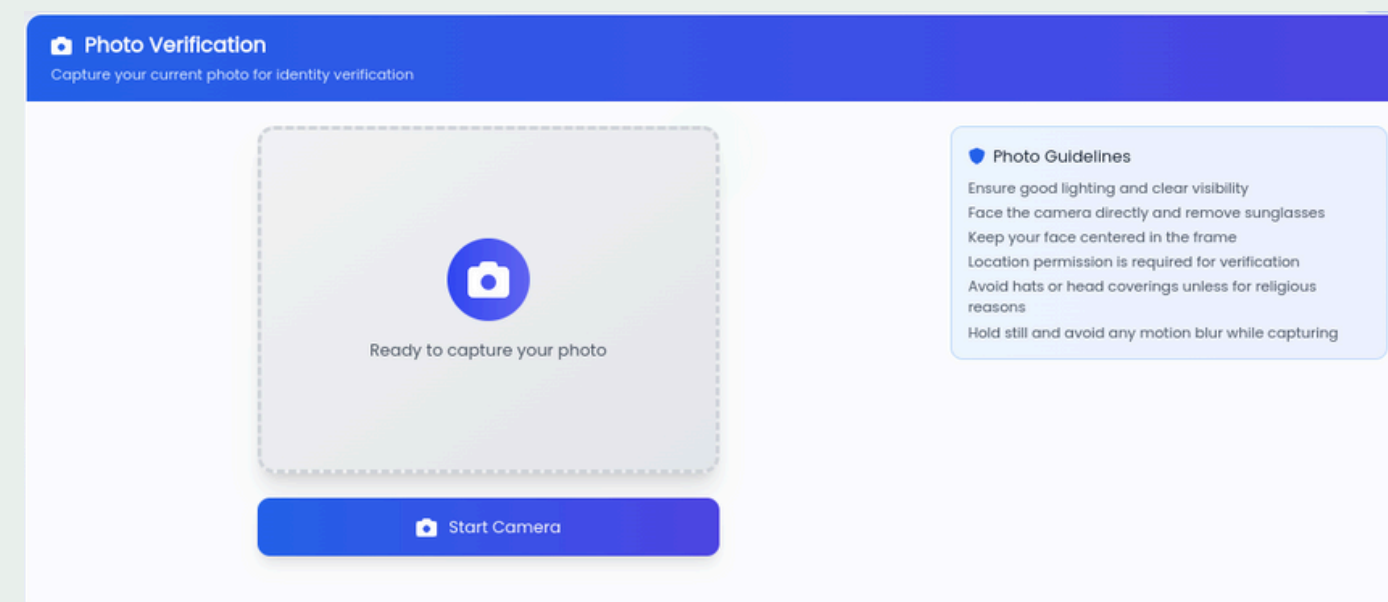 Photo Verification
Capture your current photo for identity verification
Ready to capture your photo
Start Camera
Photo Guidelines
Ensure good lighting and clear visibility
Face the camera directly and remove sunglasses
Keep your face centered in the frame
Location permission is required for verification
Avoid hats or head coverings unless for religious
reasons
Hold still and avoid any motion blur while capturing